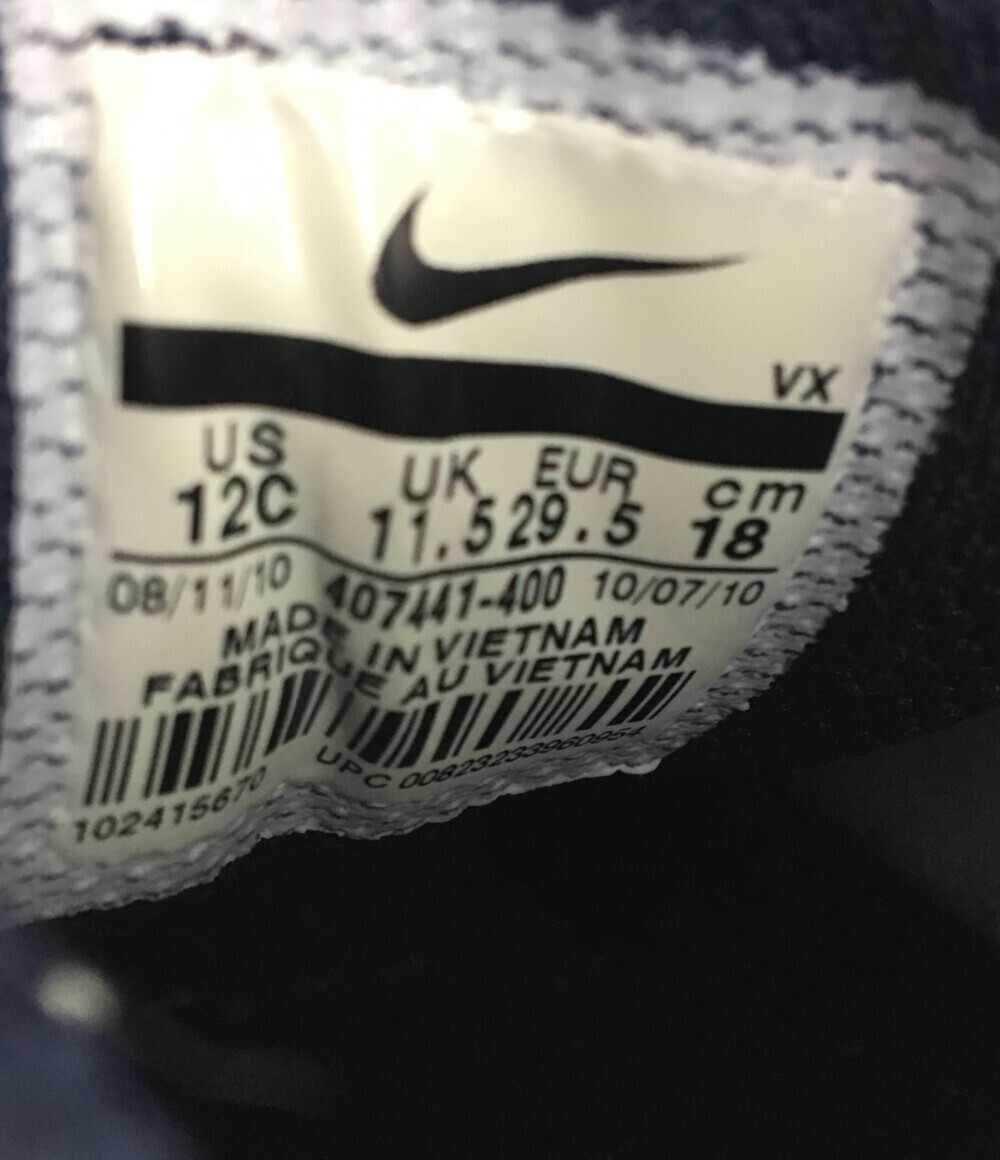 VX
US UK EUR cm
12C 11.5 29.5 18
08/11/10 407441-400 10/07/10
MADE IN VIETNAM
FABRIQUE AU VIETNAM
102415670 UPC 00823233960954